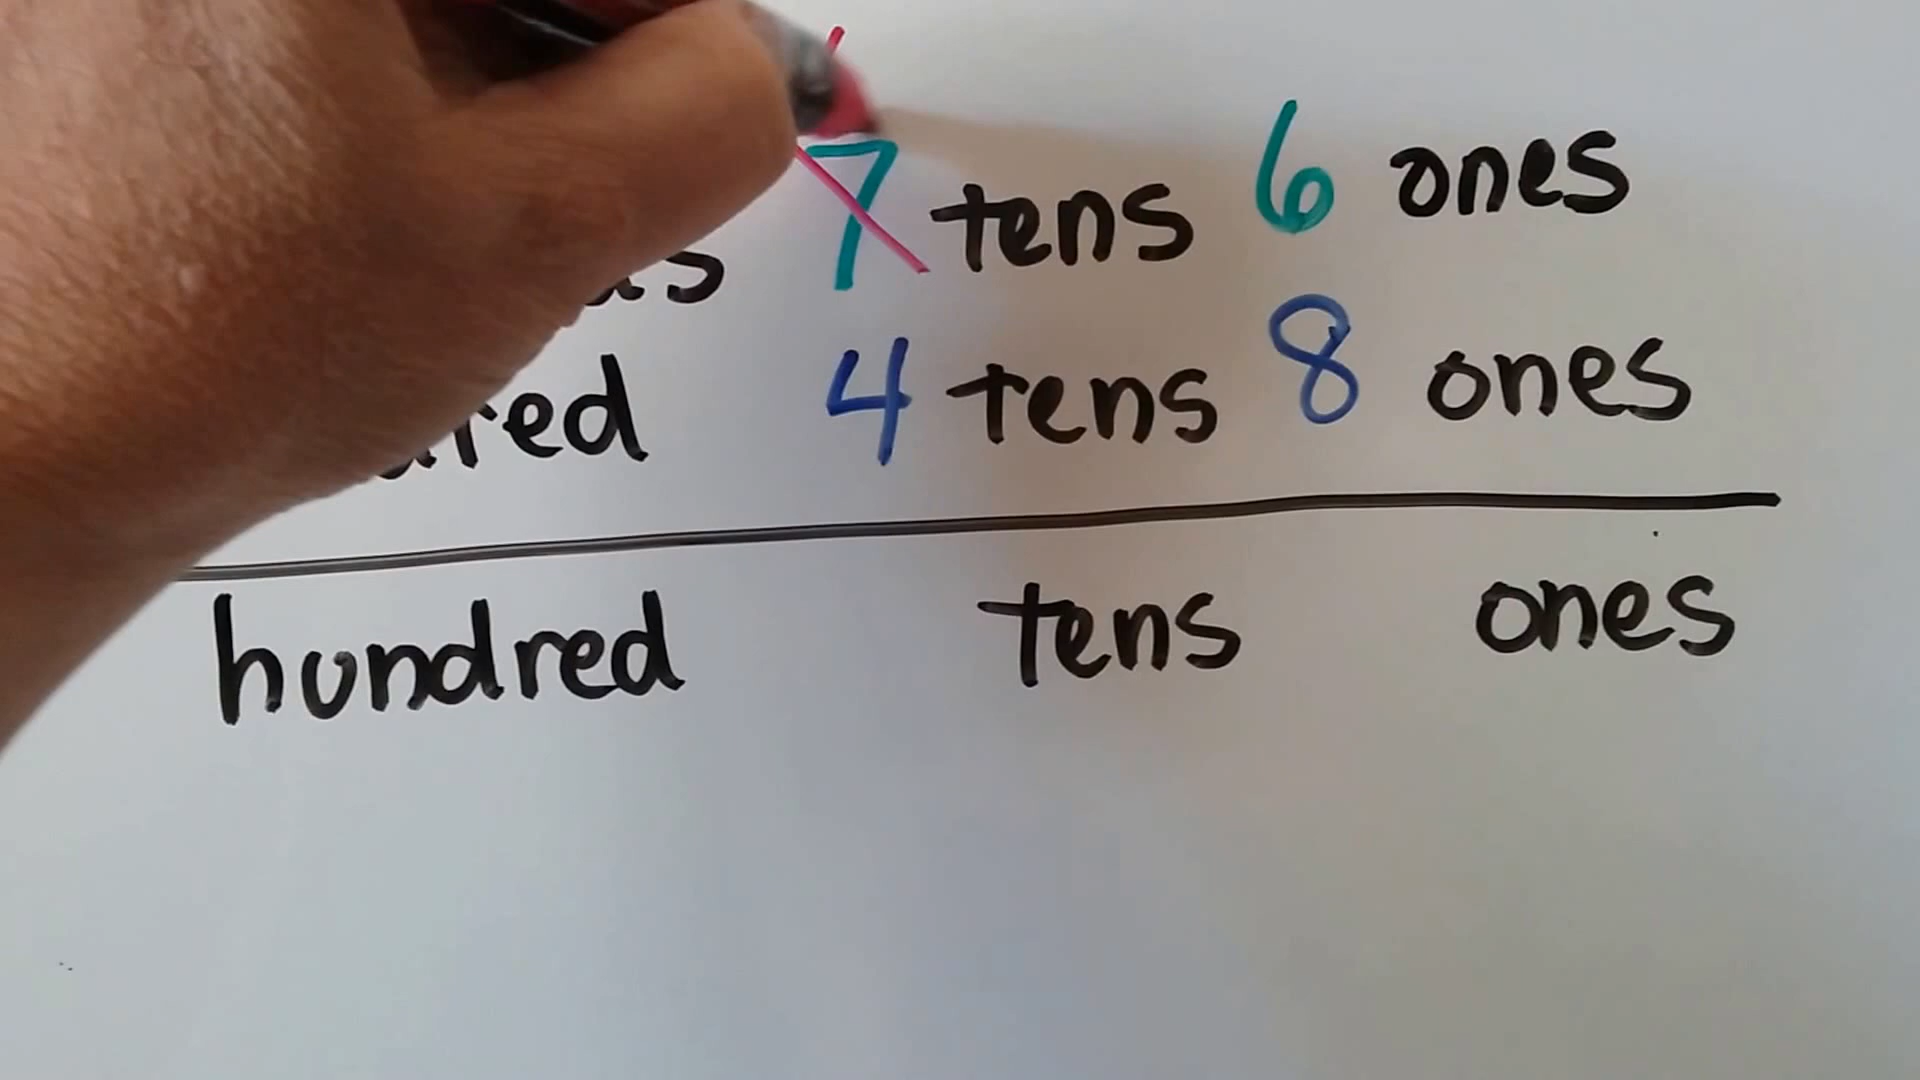 7 tens 6 ones
4 tens 8 ones
hundred tens ones